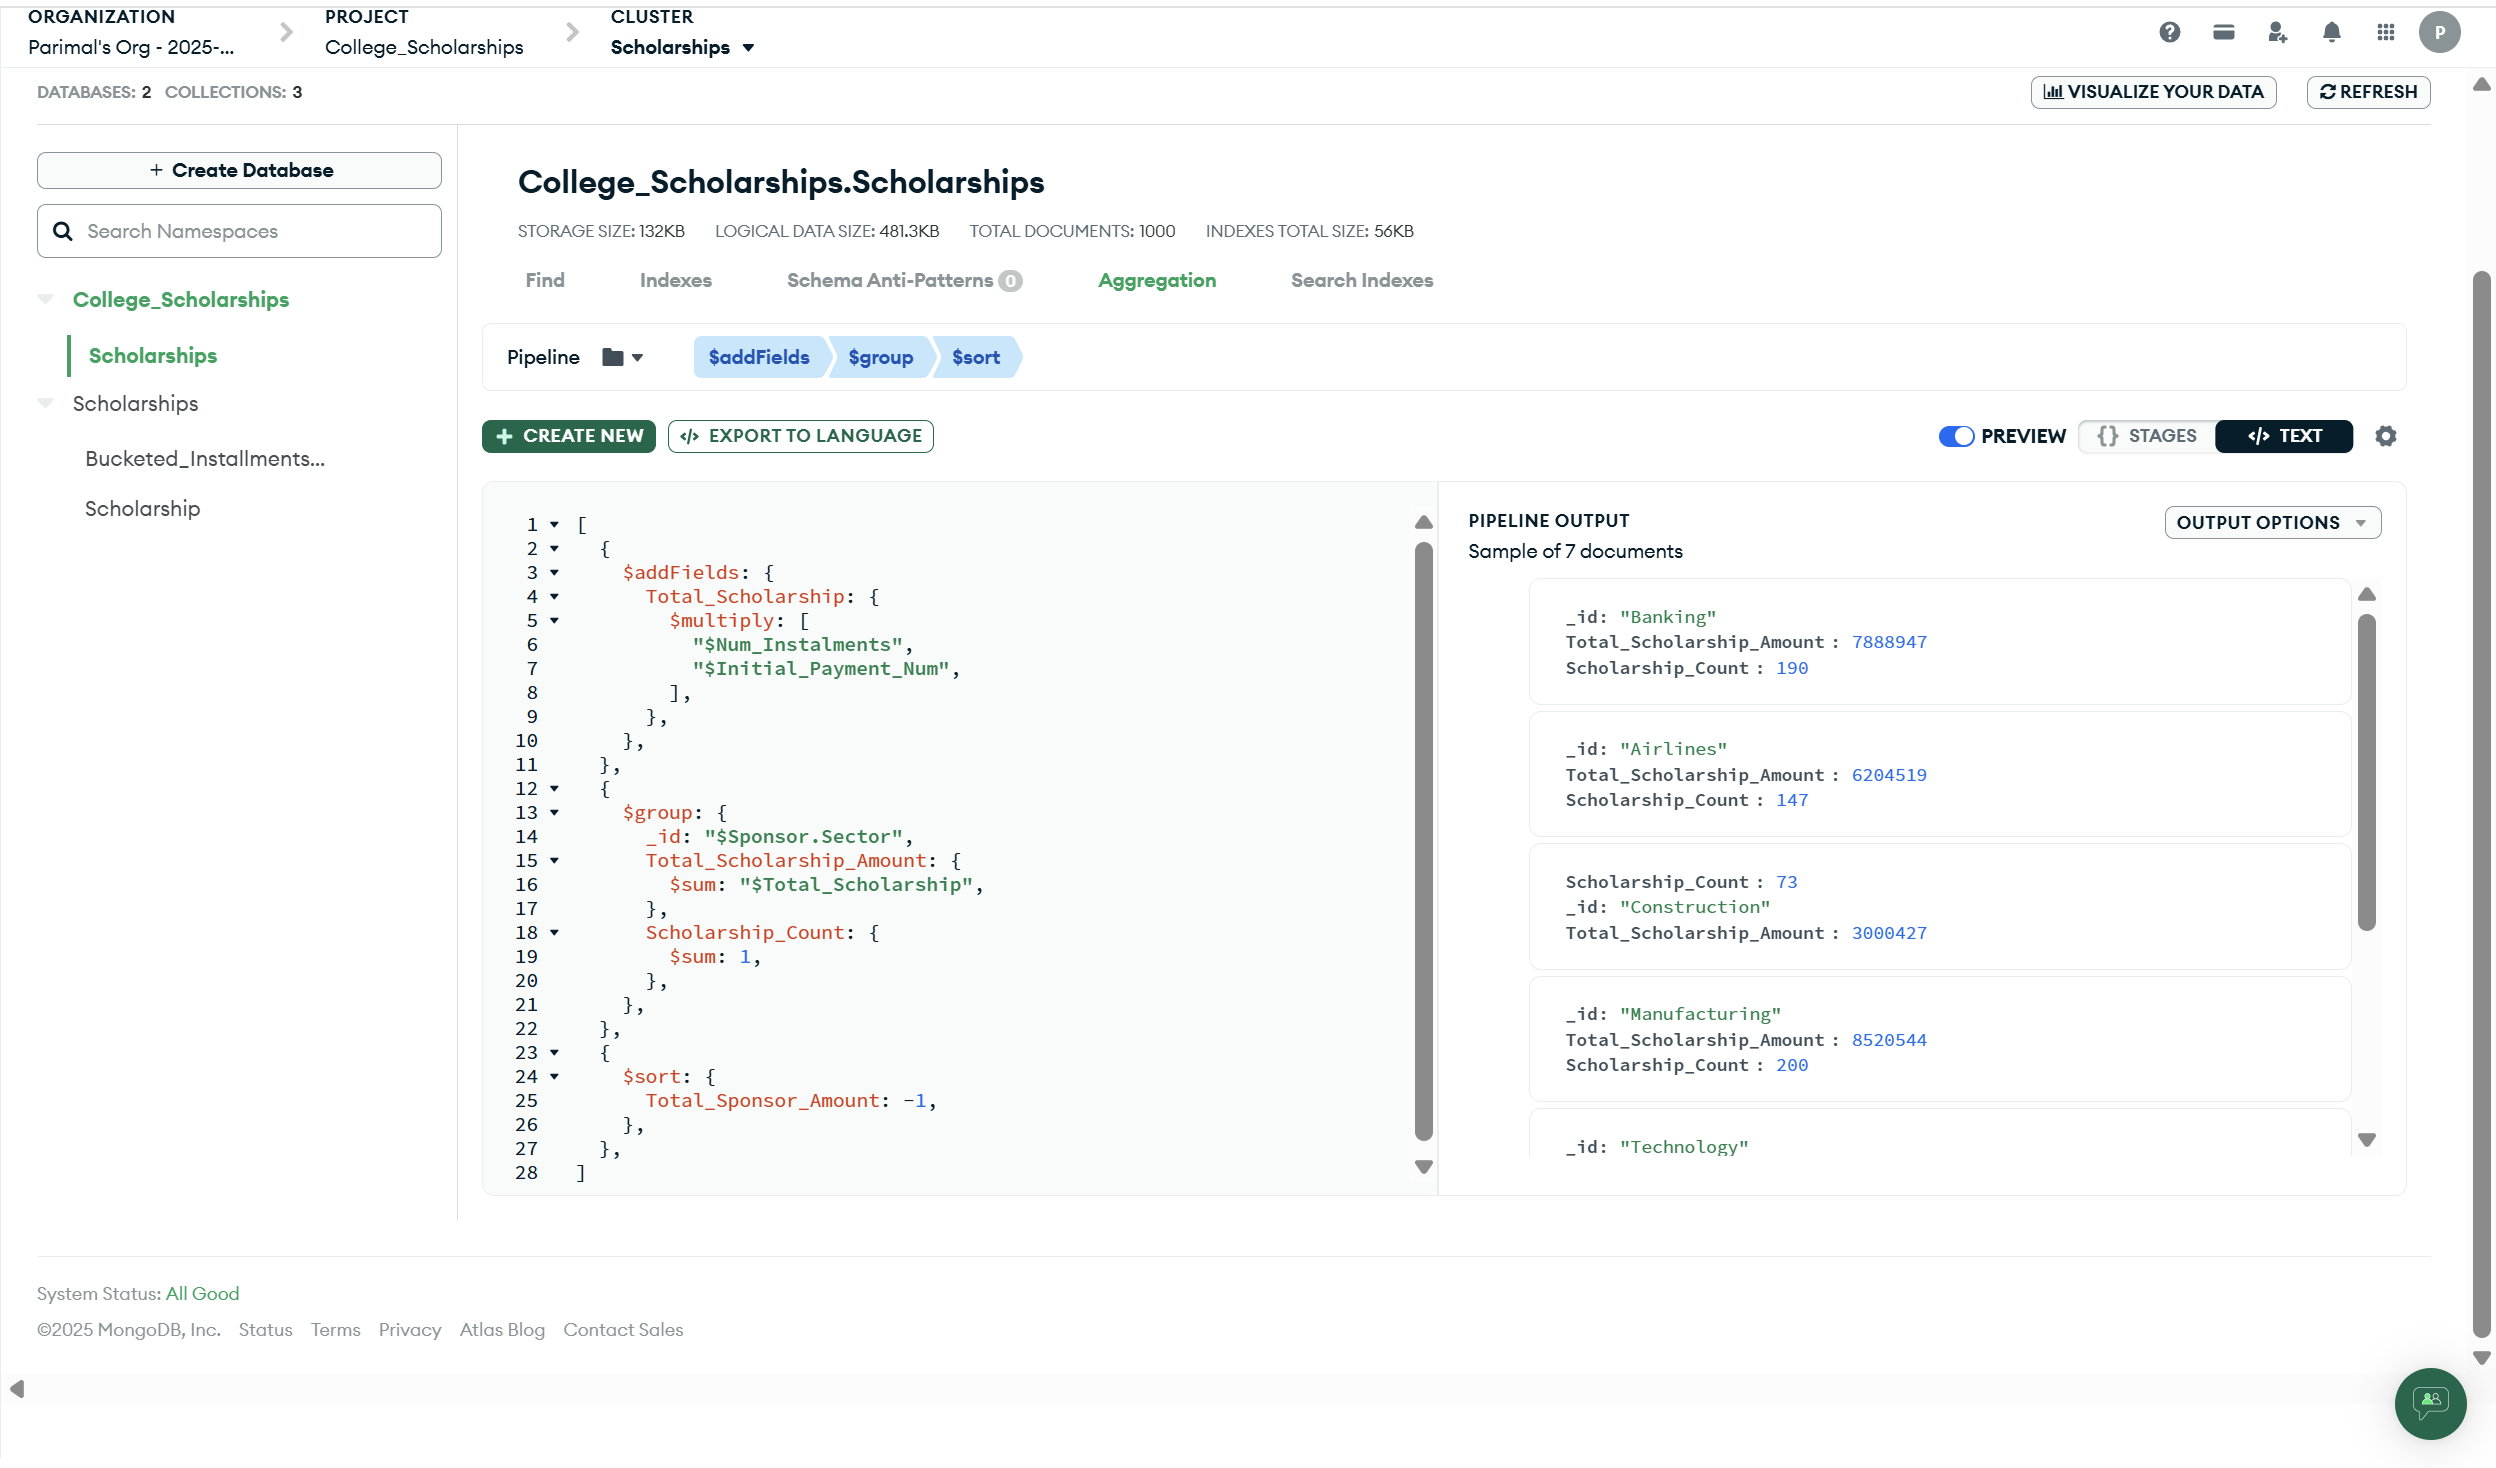 ORGANIZATION
Parimal's Org - 2025-...
PROJECT
College_Scholarships
CLUSTER
Scholarships
P
DATABASES: 2 COLLECTIONS: 3
VISUALIZE YOUR DATA
REFRESH
+ Create Database
Search Namespaces
College_Scholarships
Scholarships
Scholarships
Bucketed_Installments...
Scholarship
College_Scholarships.Scholarships
STORAGE SIZE: 132KB LOGICAL DATA SIZE: 481.3KB TOTAL DOCUMENTS: 1000 INDEXES TOTAL SIZE: 56KB
Find Indexes Schema Anti-Patterns 0 Aggregation Search Indexes
Pipeline $addFields $group $sort
+ CREATE NEW
</> EXPORT TO LANGUAGE
PREVIEW
{} STAGES
</> TEXT
1 [
2 {
3 $addFields: {
4 Total_Scholarship: {
5 $multiply: [
6 "$Num_Instalments",
7 "$Initial_Payment_Num",
8 ],
9 },
10 },
11 },
12 {
13 $group: {
14 _id: "$Sponsor.Sector",
15 Total_Scholarship_Amount: {
16 $sum: "$Total_Scholarship",
17 },
18 Scholarship_Count: {
19 $sum: 1,
20 },
21 },
22 },
23 {
24 $sort: {
25 Total_Sponsor_Amount: -1,
26 },
27 },
28 ]
PIPELINE OUTPUT
Sample of 7 documents
OUTPUT OPTIONS
_id: "Banking"
Total_Scholarship_Amount : 7888947
Scholarship_Count : 190
_id: "Airlines"
Total_Scholarship_Amount : 6204519
Scholarship_Count : 147
Scholarship_Count : 73
_id: "Construction"
Total_Scholarship_Amount : 3000427
_id: "Manufacturing"
Total_Scholarship_Amount : 8520544
Scholarship_Count : 200
_id: "Technology"
System Status: All Good
©2025 MongoDB, Inc. Status Terms Privacy Atlas Blog Contact Sales